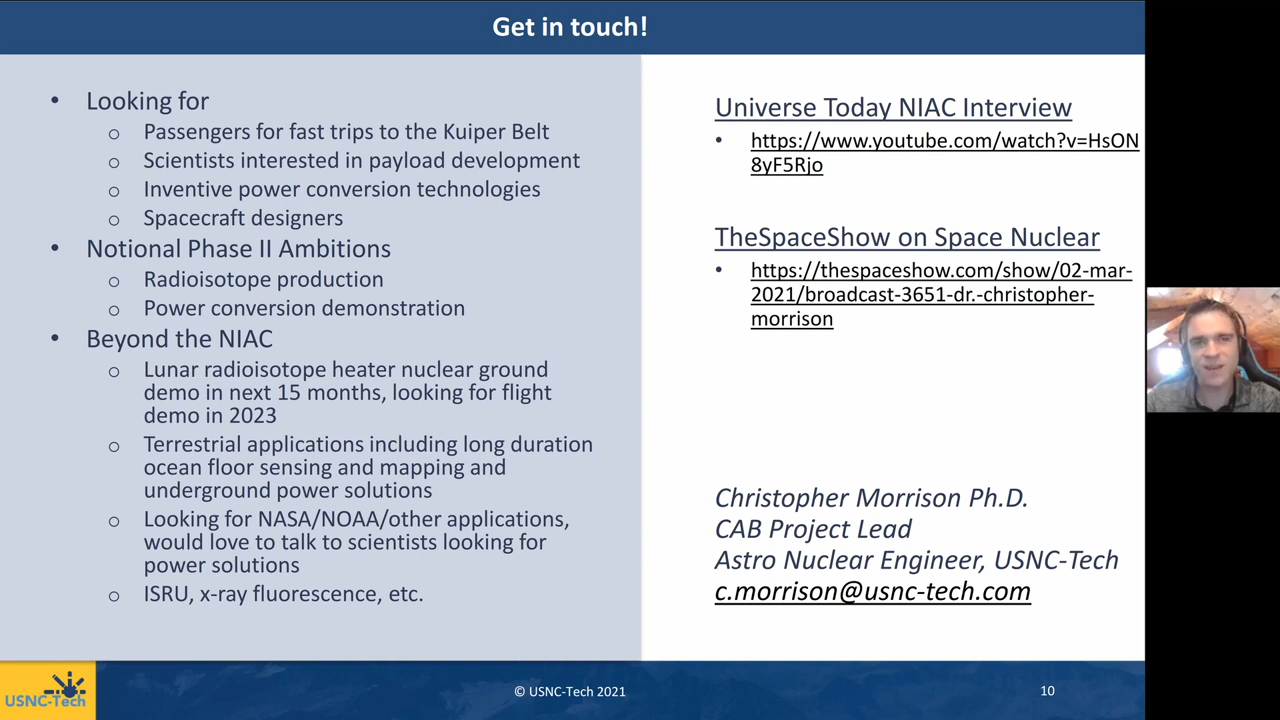 Get in touch!
• Looking for
o Passengers for fast trips to the Kuiper Belt
o Scientists interested in payload development
o Inventive power conversion technologies
o Spacecraft designers
• Notional Phase II Ambitions
o Radioisotope production
o Power conversion demonstration
• Beyond the NIAC
o Lunar radioisotope heater nuclear ground
demo in next 15 months, looking for flight
demo in 2023
o Terrestrial applications including long duration
ocean floor sensing and mapping and
underground power solutions
o Looking for NASA/NOAA/other applications,
would love to talk to scientists looking for
power solutions
o ISRU, x-ray fluorescence, etc.
Universe Today NIAC Interview
• https://www.youtube.com/watch?v=HsON
8yF5Rjo
TheSpaceShow on Space Nuclear
• https://thespaceshow.com/show/02-mar-
2021/broadcast-3651-dr.-christopher-
morrison
Christopher Morrison Ph.D.
CAB Project Lead
Astro Nuclear Engineer, USNC-Tech
c.morrison@usnc-tech.com
USNC-Tech
© USNC-Tech 2021
10